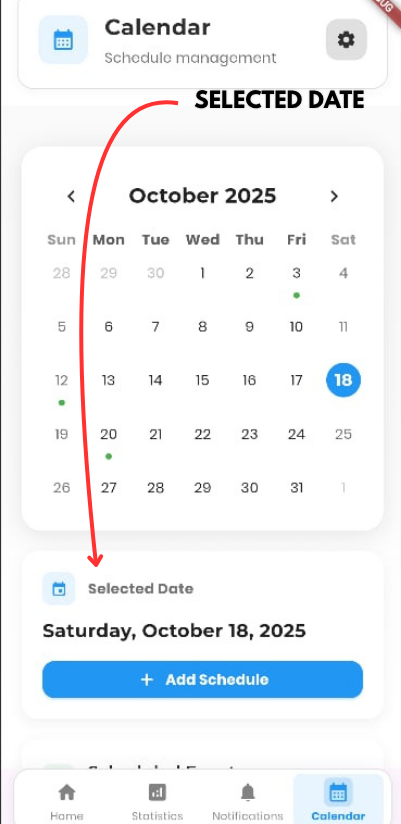 Calendar
Schedule management
SELECTED DATE
October 2025
Sun Mon Tue Wed Thu Fri Sat
28 29 30 1 2 3 4
5 6 7 8 9 10 11
12 13 14 15 16 17 18
19 20 21 22 23 24 25
26 27 28 29 30 31 1
Selected Date
Saturday, October 18, 2025
+ Add Schedule
Home Statistics Notifications Calendar